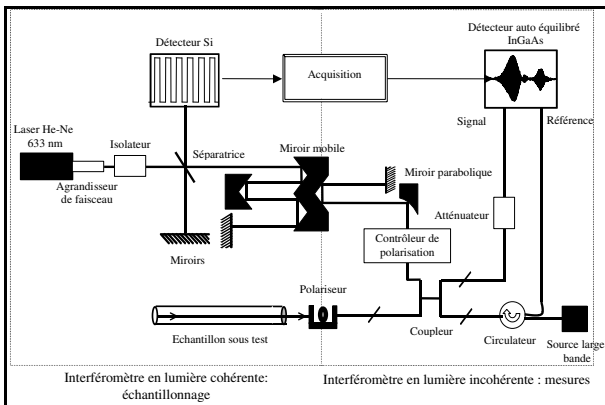 Détecteur Si
Détecteur auto équilibré
InGaAs
Acquisition
Signal
Référence
Laser He-Ne
633 nm
Isolateur
Séparatrice
Miroir mobile
Miroir parabolique
Agrandisseur
de faisceau
Atténuateur
Contrôleur de
polarisation
Miroirs
Polariseur
Echantillon sous test
Coupleur
Circulateur
Source large
bande
Interféromètre en lumière cohérente:
échantillonnage
Interféromètre en lumière incohérente : mesures